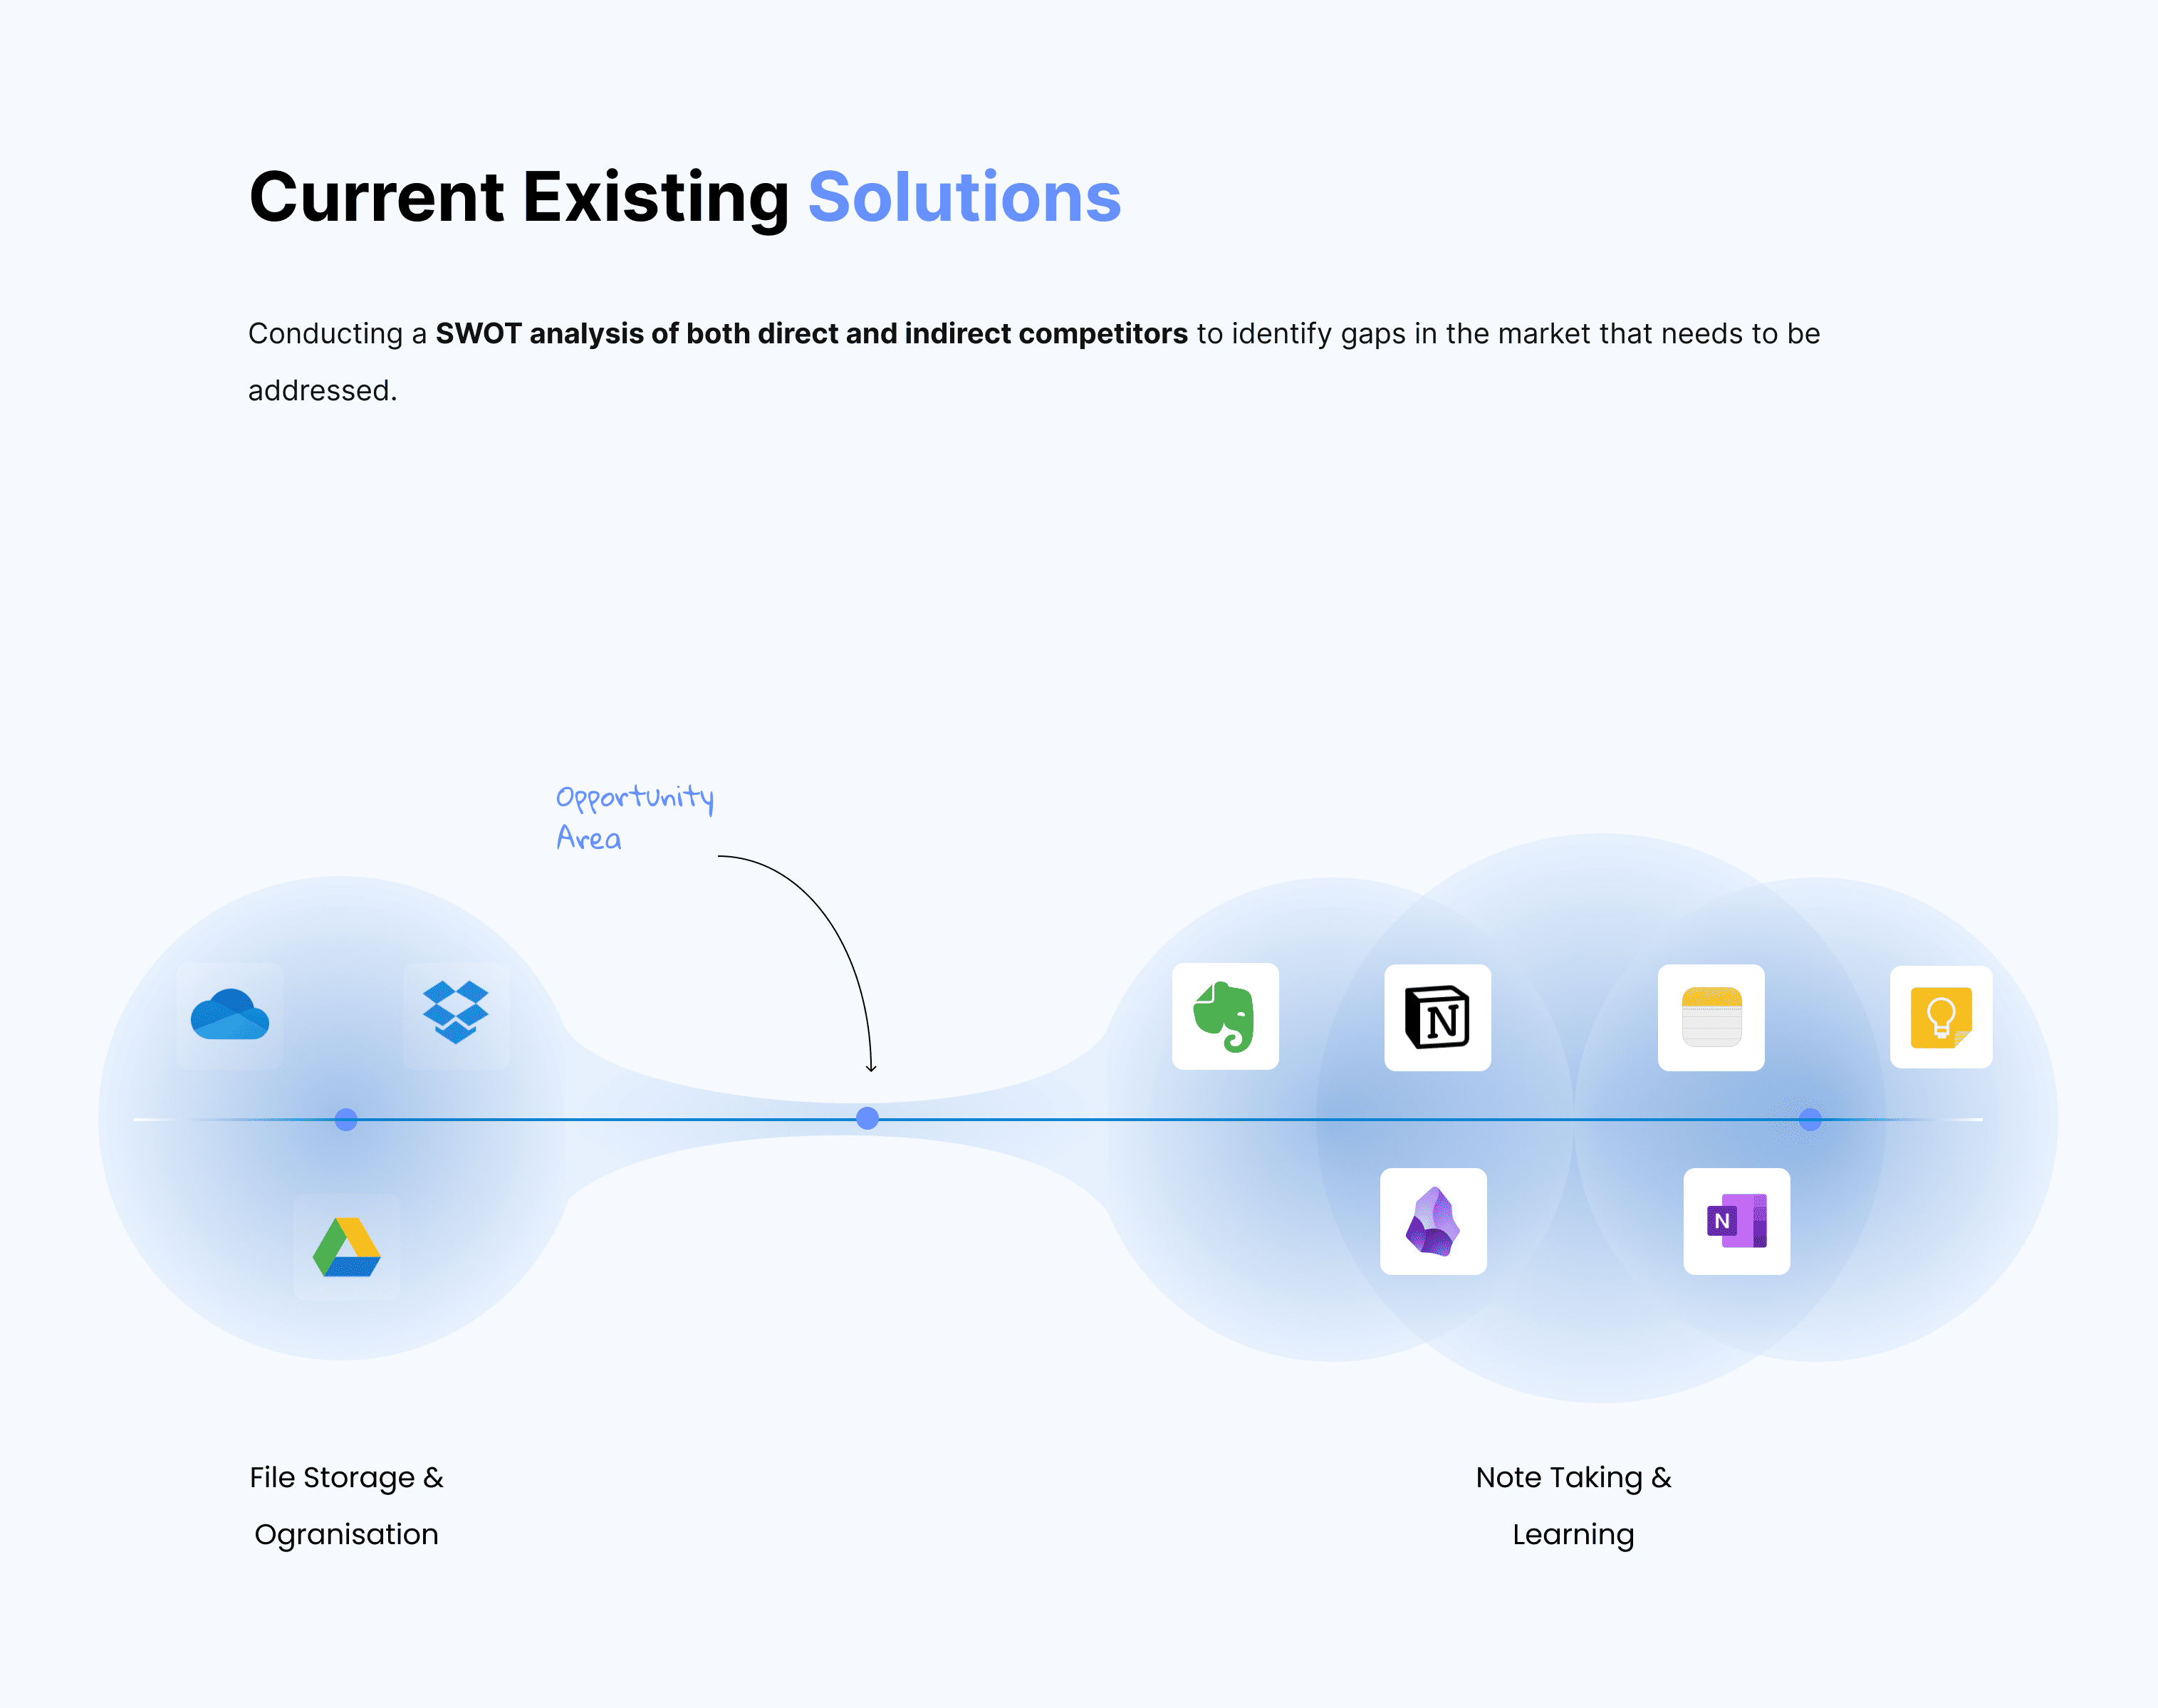 Current Existing Solutions
Conducting a SWOT analysis of both direct and indirect competitors to identify gaps in the market that needs to be
addressed.
Opportunity
Area
N
N
File Storage &
Ogranisation
Note Taking &
Learning